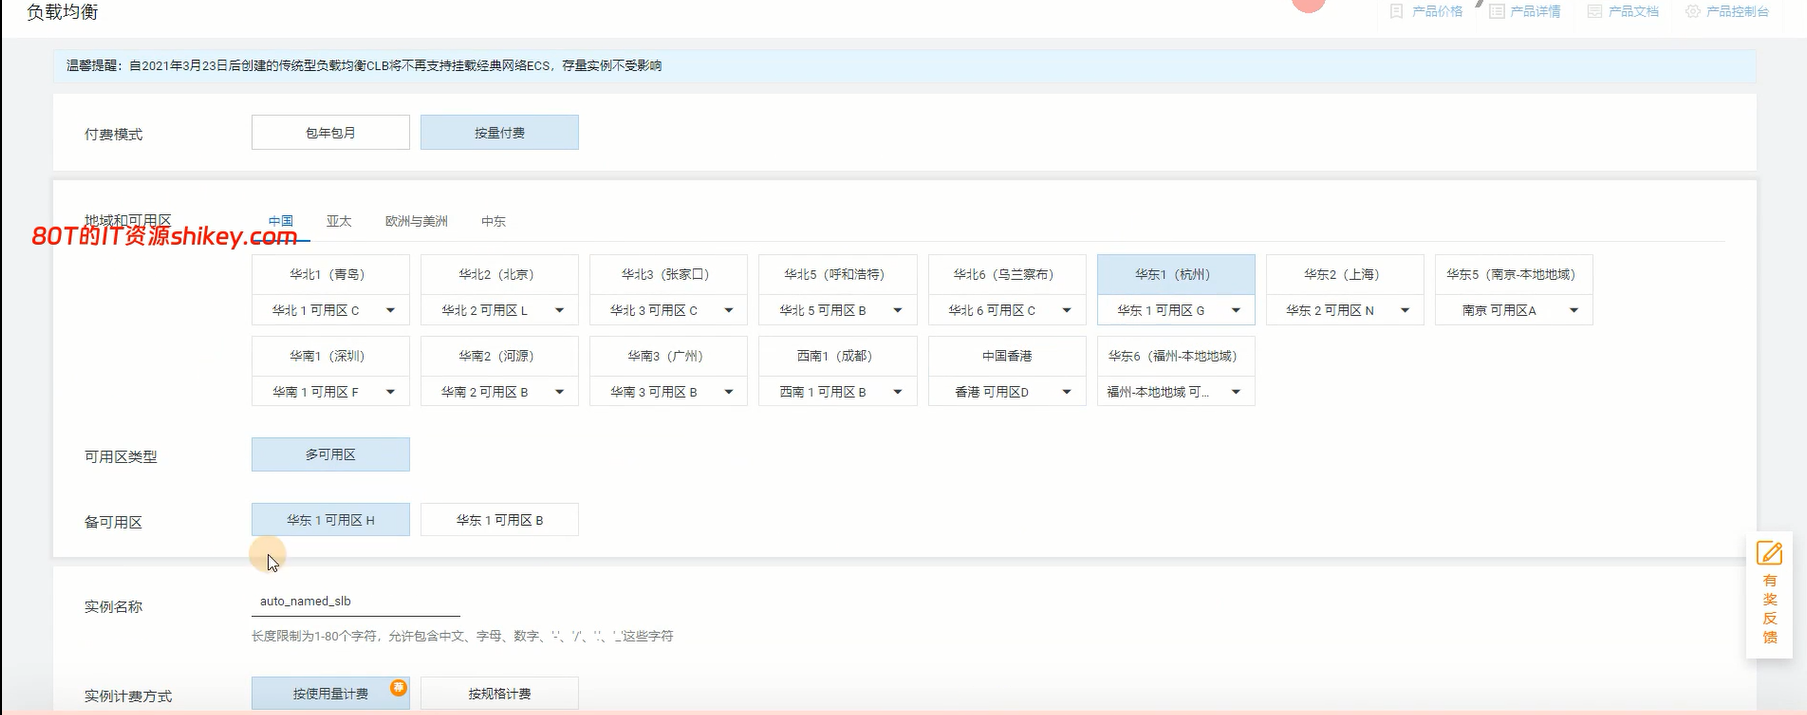 负载均衡
产品价格
产品详情
产品文档
产品控制台
温馨提醒：自2021年3月23日后创建的传统型负载均衡CLB将不再支持挂载经典网络ECS，存量实例不受影响
付费模式
包年包月
按量付费
地域和可用区
中国
亚太
欧洲与美洲
中东
80T的IT资源shikey.com
华北1（青岛）
华北2（北京）
华北3（张家口）
华北5（呼和浩特）
华北6（乌兰察布）
华东1（杭州）
华东2（上海）
华东5（南京-本地地域）
华北 1 可用区 C
华北 2 可用区 L
华北 3 可用区 C
华北 5 可用区 B
华北 6 可用区 C
华东 1 可用区 G
华东 2 可用区 N
南京 可用区A
华南1（深圳）
华南2（河源）
华南3（广州）
西南1（成都）
中国香港
华东6（福州-本地地域）
华南 1 可用区 F
华南 2 可用区 B
华南 3 可用区 B
西南 1 可用区 B
香港 可用区D
福州-本地地域 可...
可用区类型
多可用区
备可用区
华东 1 可用区 H
华东 1 可用区 B
实例名称
auto_named_slb
长度限制为1-80个字符，允许包含中文、字母、数字、'-'、'/'、'.'、'_'这些字符
实例计费方式
按使用量计费
荐
按规格计费
有奖反馈